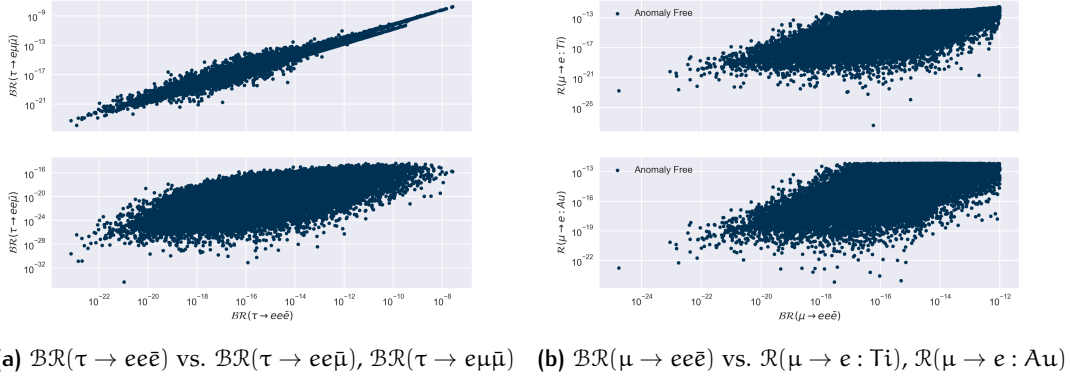 10⁻⁹
10⁻¹³
10⁻¹⁷
10⁻²¹
BR(τ → eμμ̄)
10⁻¹⁶
10⁻²⁰
10⁻²⁴
10⁻²⁸
10⁻³²
BR(τ → eeμ̄)
10⁻²² 10⁻²⁰ 10⁻¹⁸ 10⁻¹⁶ 10⁻¹⁴ 10⁻¹² 10⁻¹⁰ 10⁻⁸
BR(τ → eeē)
Anomaly Free
10⁻¹³
10⁻¹⁷
10⁻²¹
10⁻²⁵
R(μ → e : Ti)
Anomaly Free
10⁻¹³
10⁻¹⁶
10⁻¹⁹
10⁻²²
R(μ → e : Au)
10⁻²⁴ 10⁻²² 10⁻²⁰ 10⁻¹⁸ 10⁻¹⁶ 10⁻¹⁴ 10⁻¹²
BR(μ → eeē)
a) BR(τ → eeē) vs. BR(τ → eeμ̄), BR(τ → eμμ̄)
(b) BR(μ → eeē) vs. R(μ → e : Ti), R(μ → e : Au)